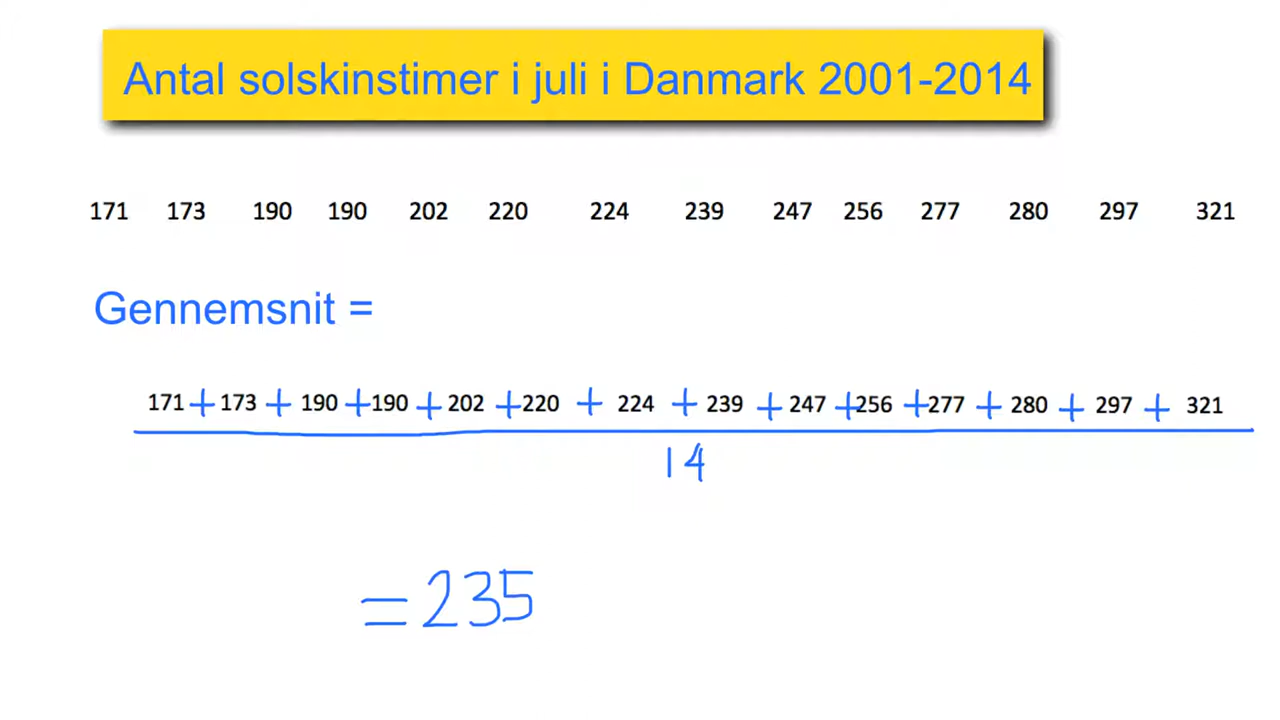 Antal solskinstimer i juli i Danmark 2001-2014
171 173 190 190 202 220 224 239 247 256 277 280 297 321
Gennemsnit =
171 + 173 + 190 + 190 + 202 + 220 + 224 + 239 + 247 + 256 + 277 + 280 + 297 + 321
14
= 235